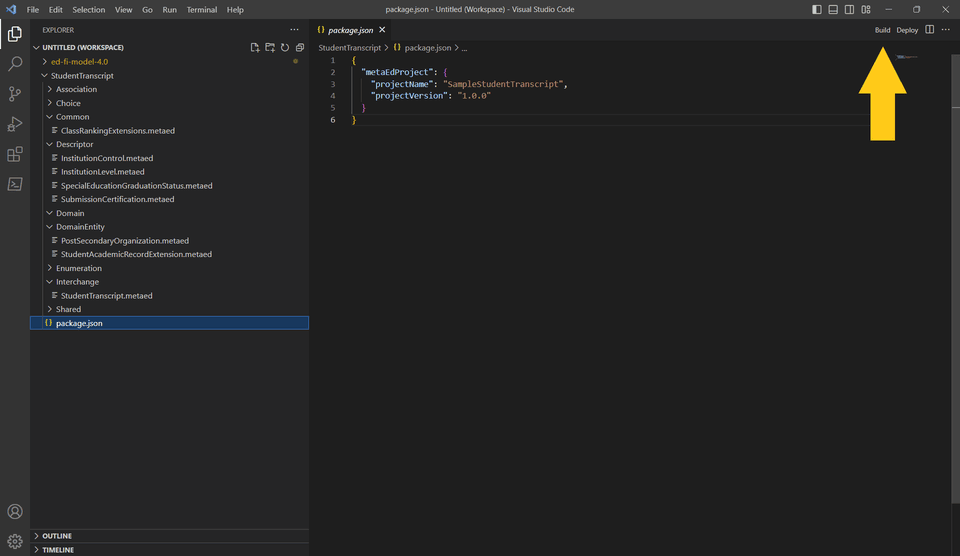 File Edit Selection View Go Run Terminal Help
package.json - Untitled (Workspace) - Visual Studio Code
EXPLORER
UNTITLED (WORKSPACE)
ed-fi-model-4.0
StudentTranscript
Association
Choice
Common
ClassRankingExtensions.metaed
Descriptor
InstitutionControl.metaed
InstitutionLevel.metaed
SpecialEducationGraduationStatus.metaed
SubmissionCertification.metaed
Domain
DomainEntity
PostSecondaryOrganization.metaed
StudentAcademicRecordExtension.metaed
Enumeration
Interchange
StudentTranscript.metaed
Shared
{} package.json
OUTLINE
TIMELINE
{} package.json
Build Deploy
StudentTranscript > {} package.json > ...
1 {
2 "metaEdProject": {
3 "projectName": "SampleStudentTranscript",
4 "projectVersion": "1.0.0"
5 }
6 }